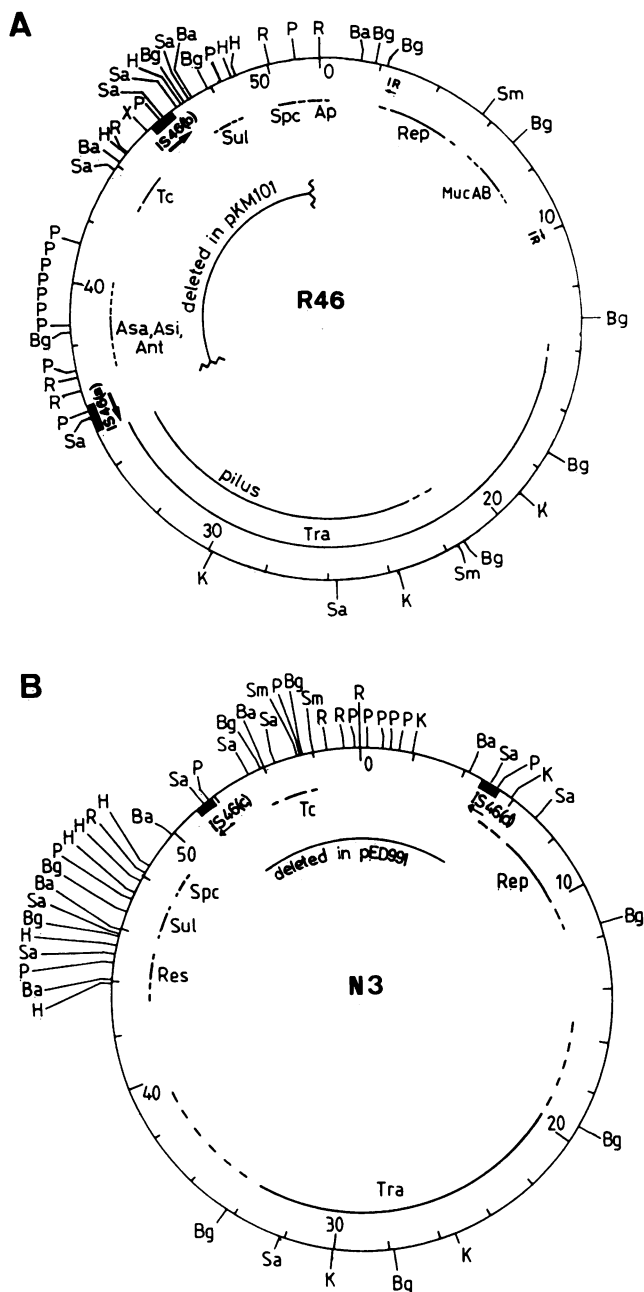 A
R
P
R
Ba
Bg
Bg
H
H
P
Bg
Ba
Sa
Bg
H
Sa
Sa
P
X
R
H
Ba
Sa
50
0
IR
Sm
Bg
IS46(b)
Sul
Spc
Ap
Rep
MucAB
10
IR
Tc
deleted in pKM101
R46
P
P
P
P
P
P
40
Bg
Asa,Asi,
Ant
Bg
P
R
R
P
Sa
IS46(a)
pilus
Tra
Bg
K
20
Bg
Sm
K
Sa
30
K
B
R
Sm
P
Bg
Sm
R
R
P
P
P
P
P
K
Ba
Sa
Bg
Sa
0
Ba
Sa
P
K
Sa
P
Sa
IS46(c)
Tc
IS46(d)
deleted in pED991
Rep
10
Bg
Ba
50
H
R
H
H
P
Bg
Ba
Sa
Bg
H
Sa
P
Ba
H
Spc
Sul
Res
N3
40
20
Bg
Tra
Bg
Sa
30
K
Bg
K